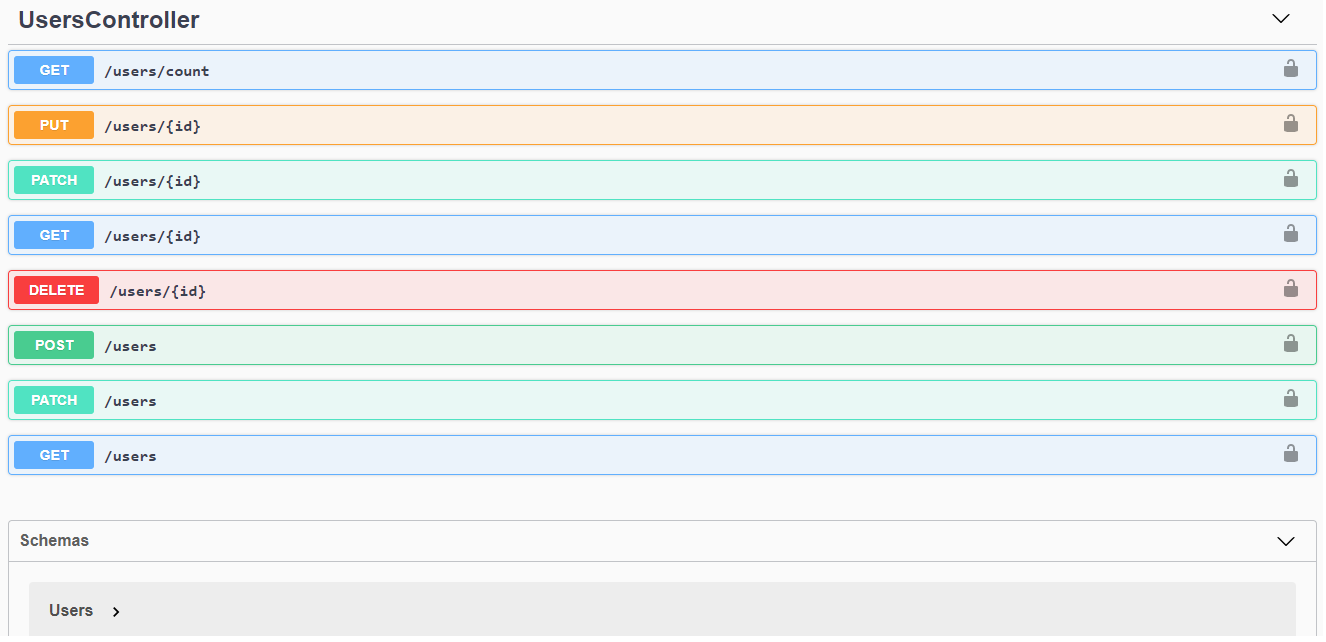 UsersController
GET /users/count
PUT /users/{id}
PATCH /users/{id}
GET /users/{id}
DELETE /users/{id}
POST /users
PATCH /users
GET /users
Schemas
Users